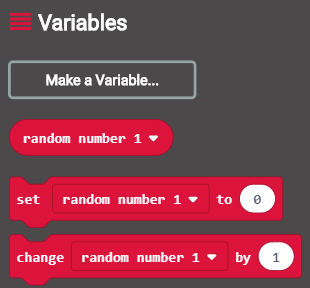 Variables
Make a Variable...
random number 1
set random number 1 to 0
change random number 1 by 1